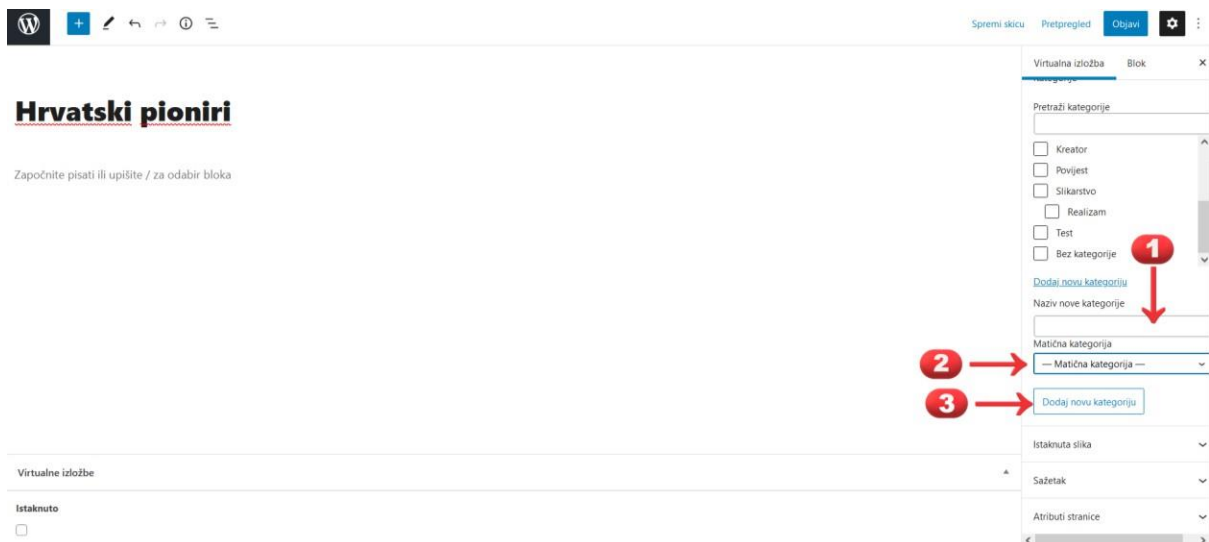 Spremi skicu Pretpregled Objavi
Virtualna izložba Blok
Hrvatski pioniri
Započnite pisati ili upišite / za odabir bloka
Kategorije
Pretraži kategorije
Kreator
Povijest
Slikarstvo
Realizam
Test
Bez kategorije
1
Dodaj novu kategoriju
Naziv nove kategorije
Matična kategorija
2
— Matična kategorija —
3
Dodaj novu kategoriju
Istaknuta slika
Sažetak
Atributi stranice
Virtualne izložbe
Istaknuto